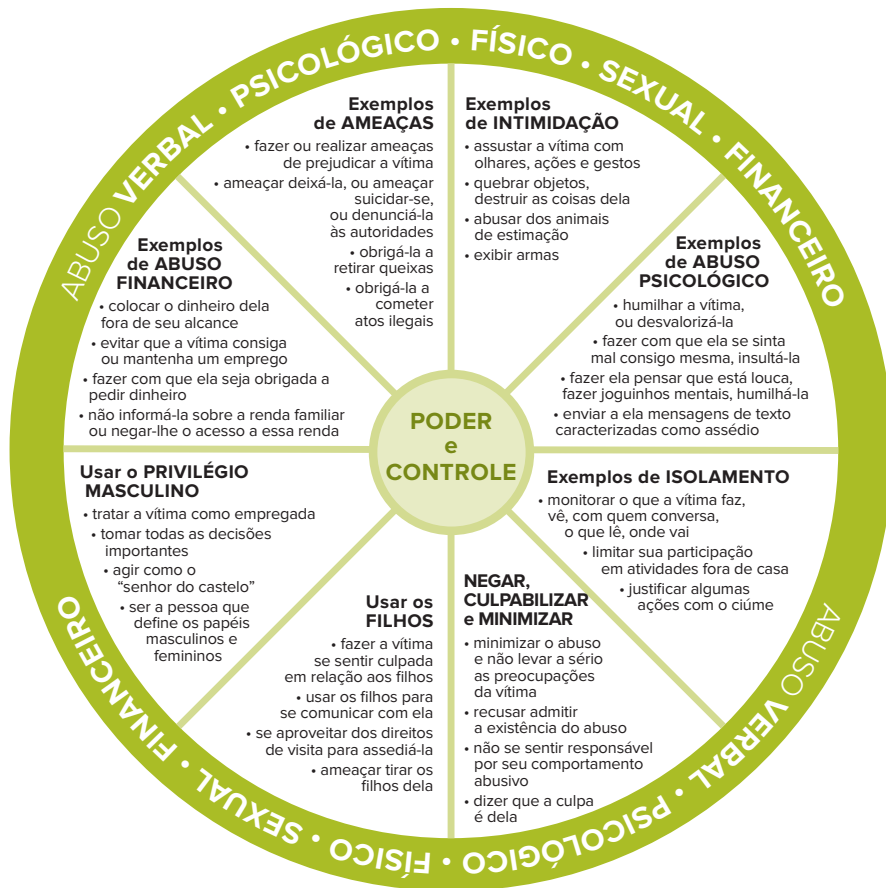 ABUSO VERBAL • PSICOLÓGICO • FÍSICO • SEXUAL • FINANCEIRO
Exemplos
de AMEAÇAS
• fazer ou realizar ameaças
de prejudicar a vítima
• ameaçar deixá-la, ou ameaçar
suicidar-se,
ou denunciá-la
às autoridades
• obrigá-la a
retirar queixas
• obrigá-la a
cometer
atos ilegais
Exemplos
de INTIMIDAÇÃO
• assustar a vítima com
olhares, ações e gestos
• quebrar objetos,
destruir as coisas dela
• abusar dos animais
de estimação
• exibir armas
Exemplos
de ABUSO
FINANCEIRO
• colocar o dinheiro dela
fora de seu alcance
• evitar que a vítima consiga
ou mantenha um emprego
• fazer com que ela seja obrigada a
pedir dinheiro
• não informá-la sobre a renda familiar
ou negar-lhe o acesso a essa renda
Exemplos
de ABUSO
PSICOLÓGICO
• humilhar a vítima,
ou desvalorizá-la
• fazer com que ela se sinta
mal consigo mesma, insultá-la
• fazer ela pensar que está louca,
fazer joguinhos mentais, humilhá-la
• enviar a ela mensagens de texto
caracterizadas como assédio
PODER
e
CONTROLE
Usar o PRIVILÉGIO
MASCULINO
• tratar a vítima como empregada
• tomar todas as decisões
importantes
• agir como o
“senhor do castelo”
• ser a pessoa que
define os papéis
masculinos e
femininos
Exemplos de ISOLAMENTO
• monitorar o que a vítima faz,
vê, com quem conversa,
o que lê, onde vai
• limitar sua participação
em atividades fora de casa
• justificar algumas
ações com o ciúme
Usar os
FILHOS
• fazer a vítima
se sentir culpada
em relação aos filhos
• usar os filhos para
se comunicar com ela
• se aproveitar dos direitos
de visita para assediá-la
• ameaçar tirar os
filhos dela
NEGAR,
CULPABILIZAR
e MINIMIZAR
• minimizar o abuso
e não levar a sério
as preocupações
da vítima
• recusar admitir
a existência do abuso
• não se sentir responsável
por seu comportamento
abusivo
• dizer que a culpa
é dela
ABUSO VERBAL • PSICOLÓGICO • FÍSICO • SEXUAL • FINANCEIRO